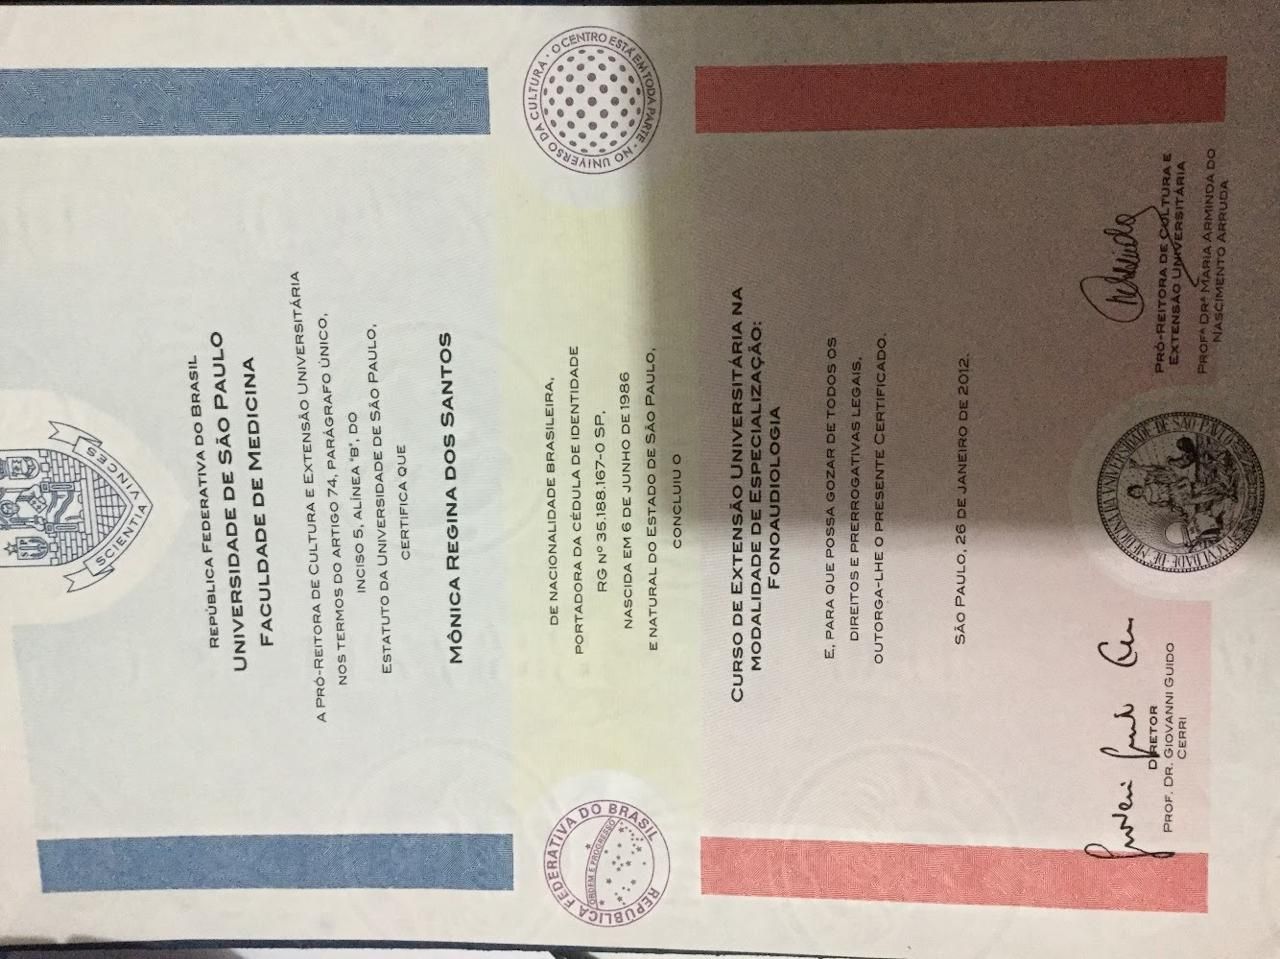 SCIENTIA
VINCES
REPÚBLICA FEDERATIVA DO BRASIL
UNIVERSIDADE DE SÃO PAULO
FACULDADE DE MEDICINA
A PRÓ-REITORA DE CULTURA E EXTENSÃO UNIVERSITÁRIA
NOS TERMOS DO ARTIGO 74, PARÁGRAFO ÚNICO,
INCISO 5, ALÍNEA "B", DO
ESTATUTO DA UNIVERSIDADE DE SÃO PAULO,
CERTIFICA QUE
MÔNICA REGINA DOS SANTOS
REPÚBLICA FEDERATIVA DO BRASIL
ORDEM E PROGRESSO
DE NACIONALIDADE BRASILEIRA,
PORTADORA DA CÉDULA DE IDENTIDADE
RG Nº 35.188.167-0 SP,
NASCIDA EM 6 DE JUNHO DE 1986
E NATURAL DO ESTADO DE SÃO PAULO,
CONCLUIU O
NO UNIVERSO DA CULTURA · O CENTRO ESTÁ EM TODA PARTE ·
CURSO DE EXTENSÃO UNIVERSITÁRIA NA
MODALIDADE DE ESPECIALIZAÇÃO:
FONOAUDIOLOGIA
E, PARA QUE POSSA GOZAR DE TODOS OS
DIREITOS E PRERROGATIVAS LEGAIS,
OUTORGA-LHE O PRESENTE CERTIFICADO.
SÃO PAULO, 26 DE JANEIRO DE 2012.
DIRETOR
PROF. DR. GIOVANNI GUIDO
CERRI
FACULDADE DE MEDICINA DA UNIVERSIDADE DE SÃO PAULO
PRÓ-REITORA DE CULTURA E
EXTENSÃO UNIVERSITÁRIA
PROFª DRª MARIA ARMINDA DO
NASCIMENTO ARRUDA